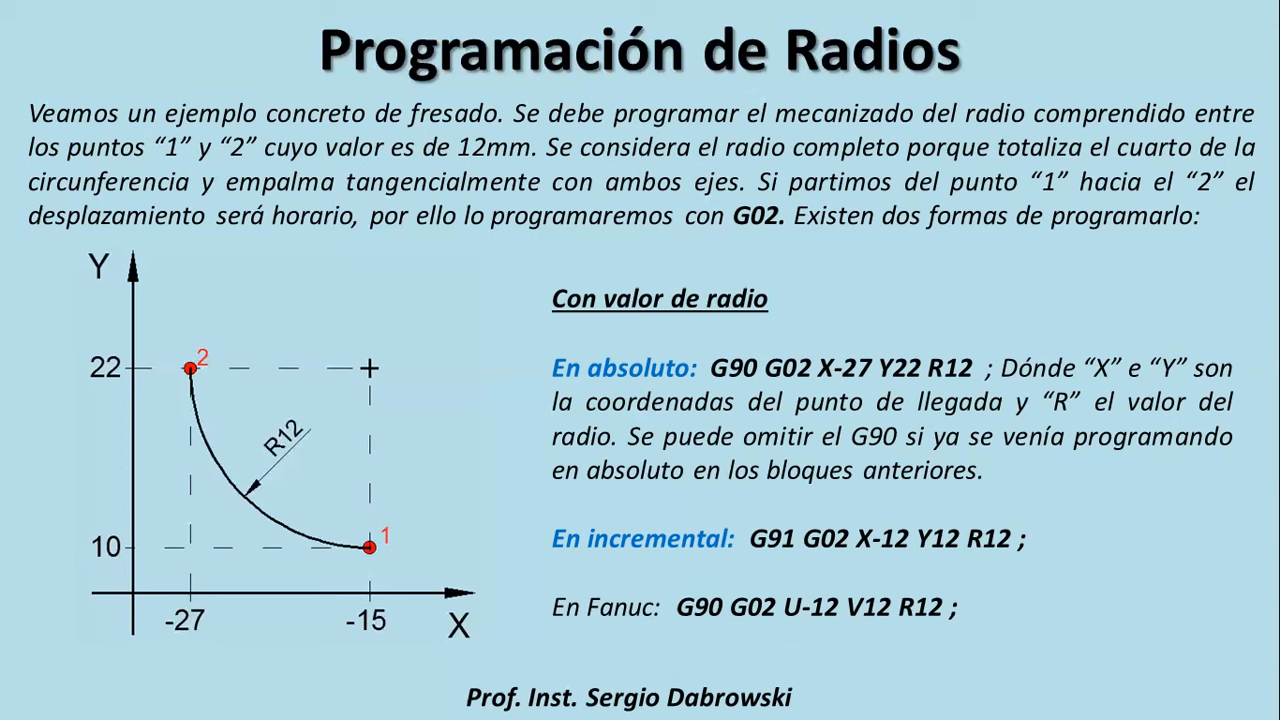 Programación de Radios
Veamos un ejemplo concreto de fresado. Se debe programar el mecanizado del radio comprendido entre
los puntos “1” y “2” cuyo valor es de 12mm. Se considera el radio completo porque totaliza el cuarto de la
circunferencia y empalma tangencialmente con ambos ejes. Si partimos del punto “1” hacia el “2” el
desplazamiento será horario, por ello lo programaremos con G02. Existen dos formas de programarlo:
Y
22
2
R12
1
10
-27
-15
X
Con valor de radio
En absoluto: G90 G02 X-27 Y22 R12 ; Dónde “X” e “Y” son
la coordenadas del punto de llegada y “R” el valor del
radio. Se puede omitir el G90 si ya se venía programando
en absoluto en los bloques anteriores.
En incremental: G91 G02 X-12 Y12 R12 ;
En Fanuc: G90 G02 U-12 V12 R12 ;
Prof. Inst. Sergio Dabrowski